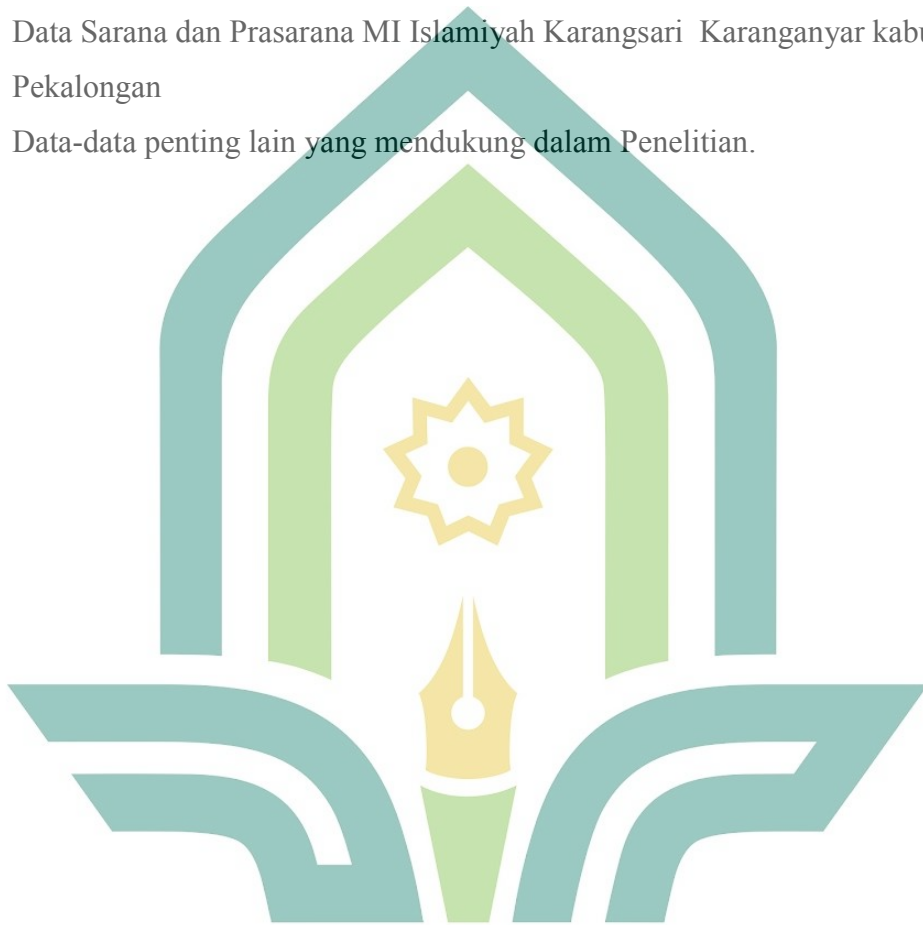 Data Sarana dan Prasarana MI Islamiyah Karangsari Karanganyar
Pekalongan
Data-data penting lain yang mendukung dalam Penelitian.